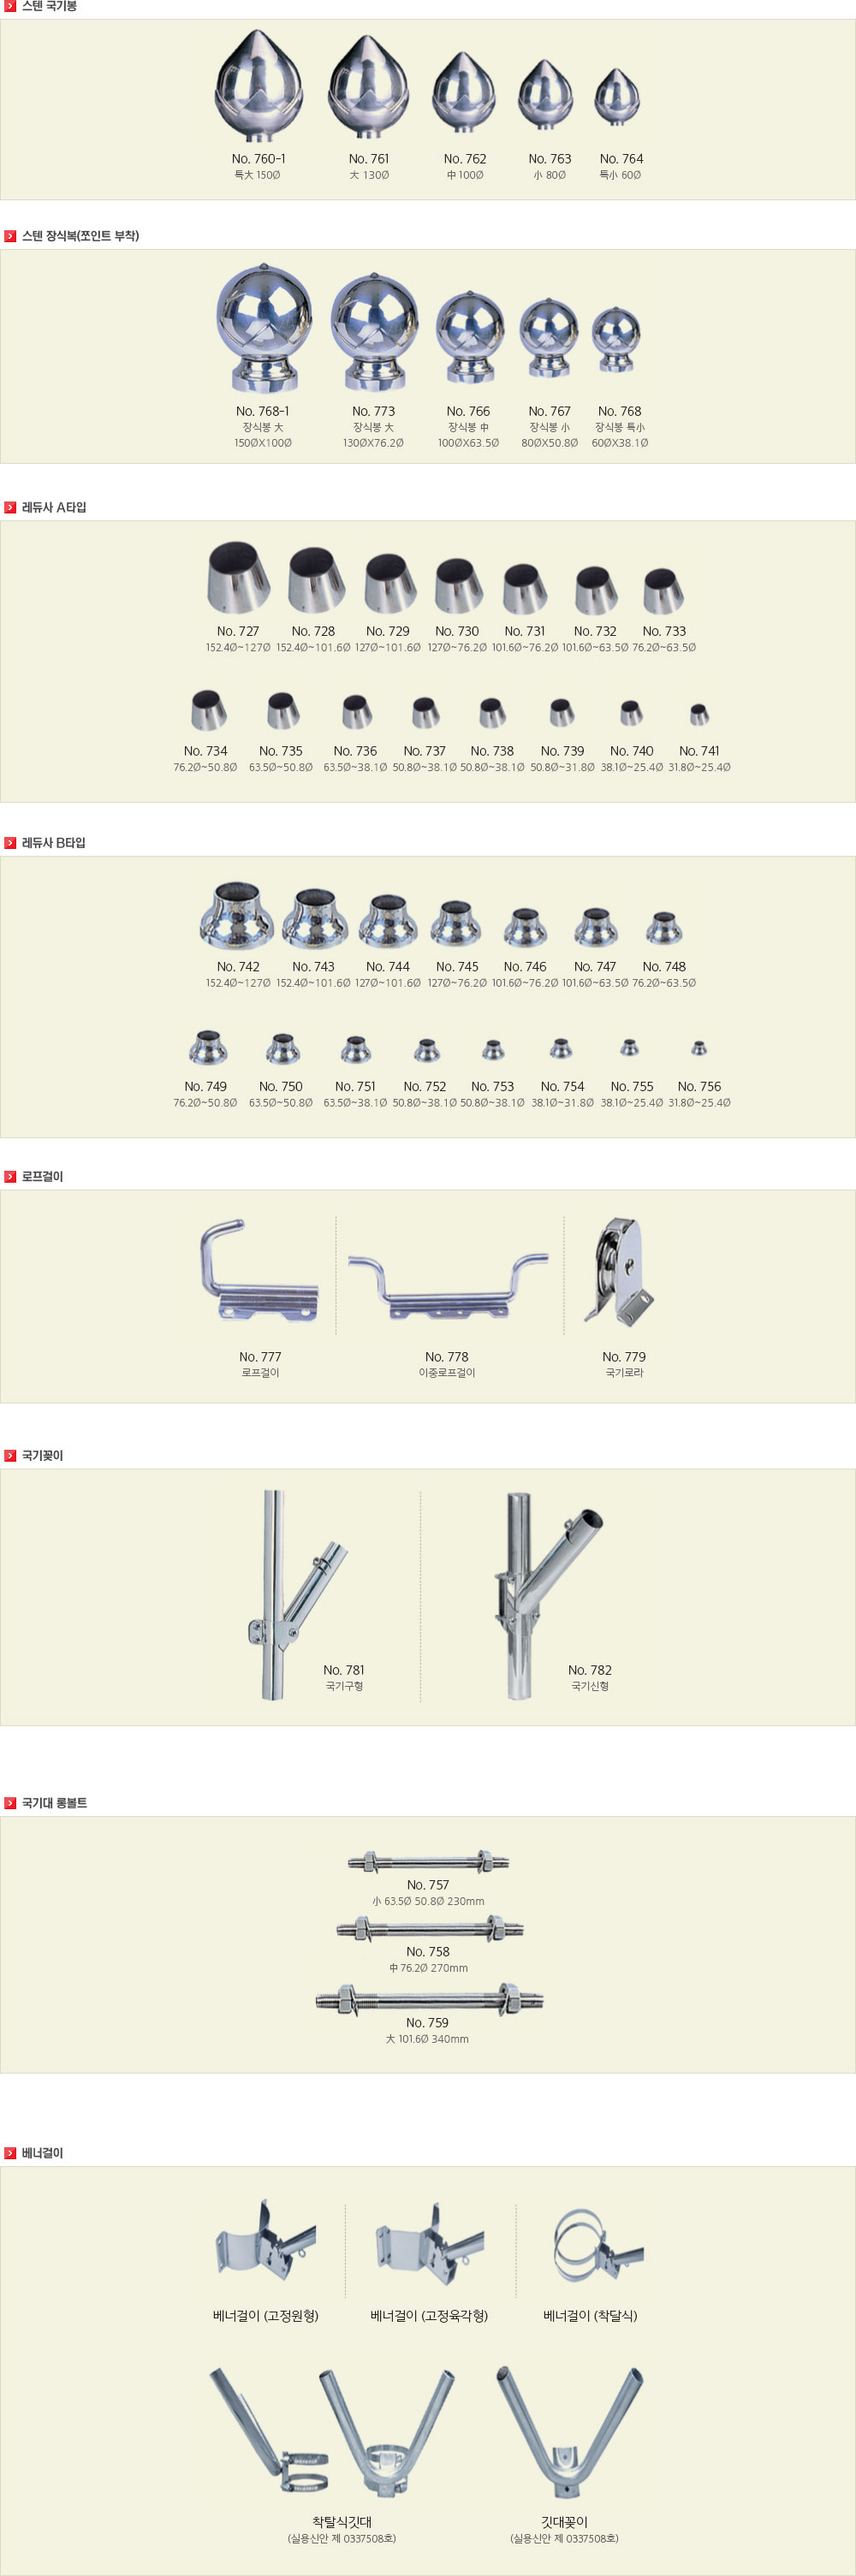 스텐 국기봉
No. 760-1 No. 761 No. 762 No. 763 No. 764
특大 150Ø 大 130Ø 中 100Ø 小 80Ø 특小 60Ø
스텐 장식복(쪼인트 부착)
No. 768-1 No. 773 No. 766 No. 767 No. 768
장식봉 大 장식봉 大 장식봉 中 장식봉 小 장식봉 특小
150ØX100Ø 130ØX76.2Ø 100ØX63.5Ø 80ØX50.8Ø 60ØX38.1Ø
레듀사 A타입
No. 727 No. 728 No. 729 No. 730 No. 731 No. 732 No. 733
152.4Ø~127Ø 152.4Ø~101.6Ø 127Ø~101.6Ø 127Ø~76.2Ø 101.6Ø~76.2Ø 101.6Ø~63.5Ø 76.2Ø~63.5Ø
No. 734 No. 735 No. 736 No. 737 No. 738 No. 739 No. 740 No. 741
76.2Ø~50.8Ø 63.5Ø~50.8Ø 63.5Ø~38.1Ø 50.8Ø~38.1Ø 50.8Ø~38.1Ø 50.8Ø~31.8Ø 38.1Ø~25.4Ø 31.8Ø~25.4Ø
레듀사 B타입
No. 742 No. 743 No. 744 No. 745 No. 746 No. 747 No. 748
152.4Ø~127Ø 152.4Ø~101.6Ø 127Ø~101.6Ø 127Ø~76.2Ø 101.6Ø~76.2Ø 101.6Ø~63.5Ø 76.2Ø~63.5Ø
No. 749 No. 750 No. 751 No. 752 No. 753 No. 754 No. 755 No. 756
76.2Ø~50.8Ø 63.5Ø~50.8Ø 63.5Ø~38.1Ø 50.8Ø~38.1Ø 50.8Ø~38.1Ø 38.1Ø~31.8Ø 38.1Ø~25.4Ø 31.8Ø~25.4Ø
로프걸이
No. 777 No. 778 No. 779
로프걸이 이중로프걸이 국기로라
국기꽂이
No. 781 No. 782
국기구형 국기신형
국기대 롱볼트
No. 757
小 63.5Ø 50.8Ø 230mm
No. 758
中 76.2Ø 270mm
No. 759
大 101.6Ø 340mm
베너걸이
베너걸이 (고정원형) 베너걸이 (고정육각형) 베너걸이 (착달식)
착탈식깃대 깃대꽂이
(실용신안 제 0337508호) (실용신안 제 0337508호)